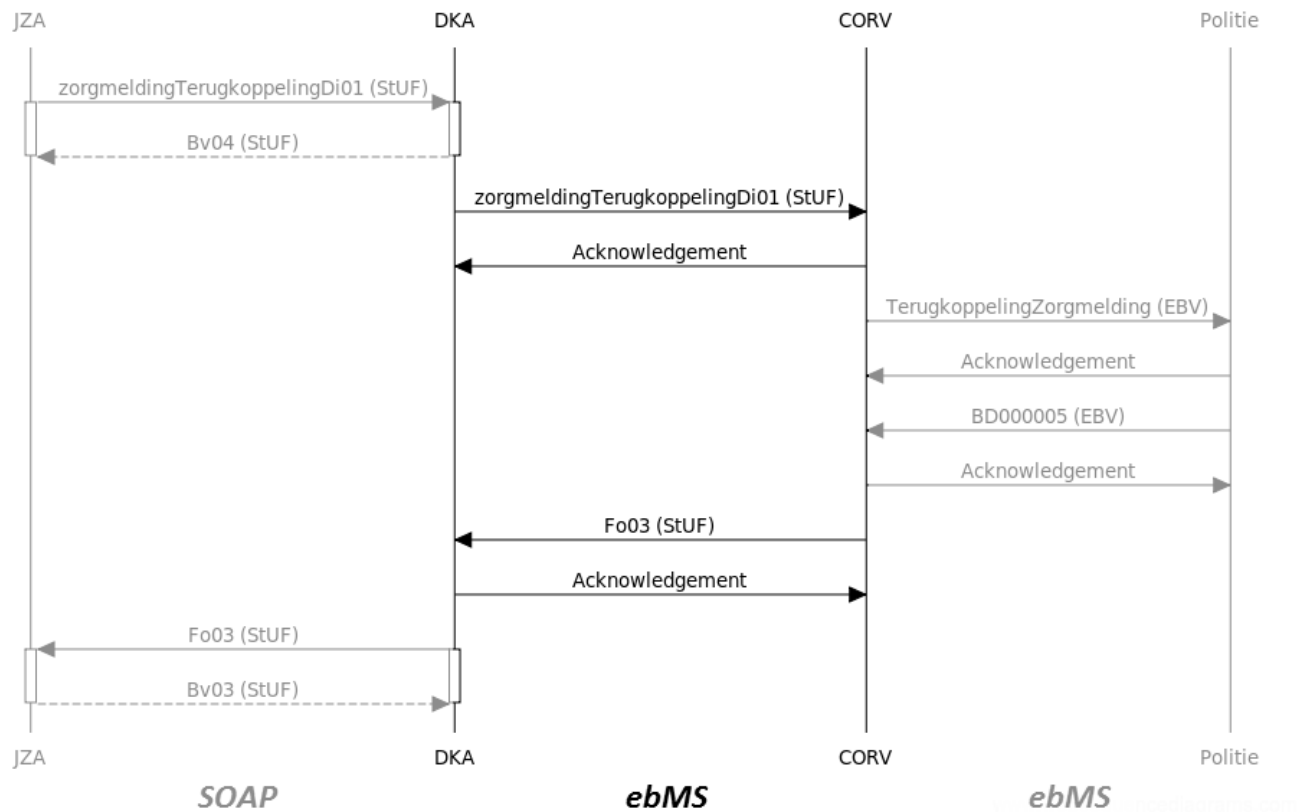 JZA DKA CORV Politie
zorgmeldingTerugkoppelingDi01 (StUF)
Bv04 (StUF)
zorgmeldingTerugkoppelingDi01 (StUF)
Acknowledgement
TerugkoppelingZorgmelding (EBV)
Acknowledgement
BD000005 (EBV)
Acknowledgement
Fo03 (StUF)
Acknowledgement
Fo03 (StUF)
Bv03 (StUF)
JZA DKA CORV Politie
SOAP ebMS ebMS